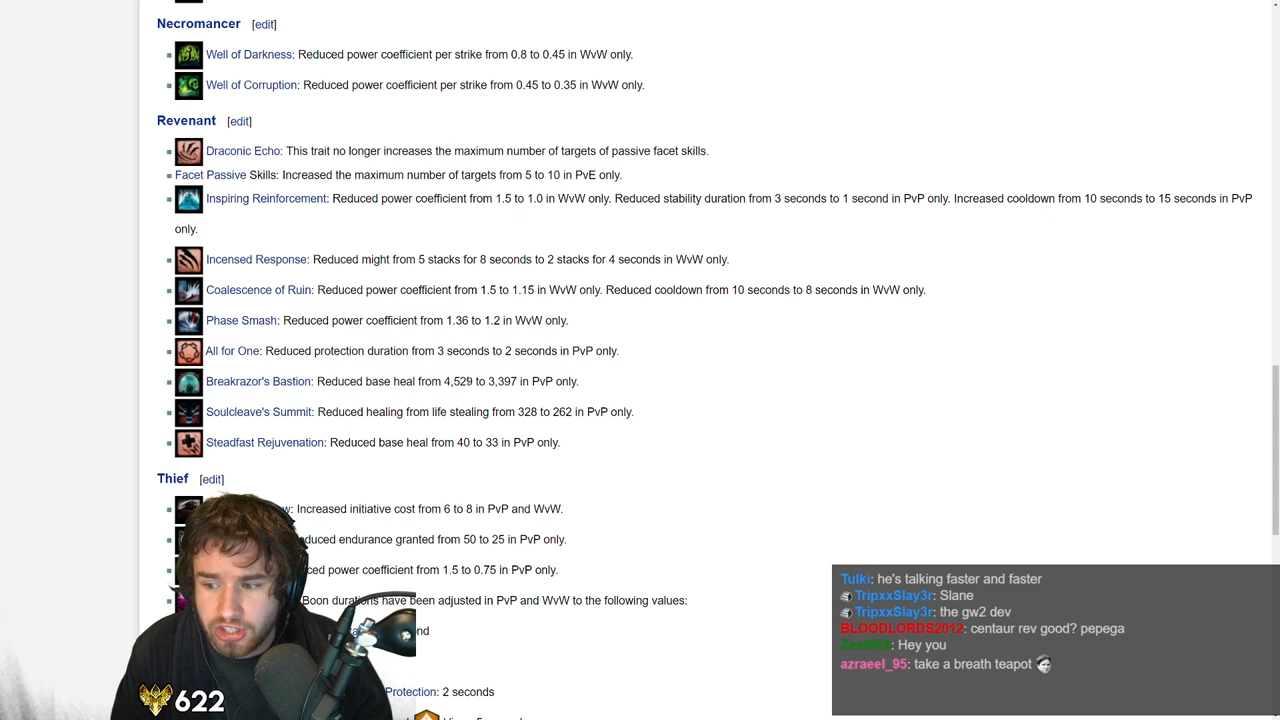 Necromancer [edit]
Well of Darkness: Reduced power coefficient per strike from 0.8 to 0.45 in WvW only.
Well of Corruption: Reduced power coefficient per strike from 0.45 to 0.35 in WvW only.
Revenant [edit]
Draconic Echo: This trait no longer increases the maximum number of targets of passive facet skills.
Facet Passive Skills: Increased the maximum number of targets from 5 to 10 in PvE only.
Inspiring Reinforcement: Reduced power coefficient from 1.5 to 1.0 in WvW only. Reduced stability duration from 3 seconds to 1 second in PvP only. Increased cooldown from 10 seconds to 15 seconds in PvP
only.
Incensed Response: Reduced might from 5 stacks for 8 seconds to 2 stacks for 4 seconds in WvW only.
Coalescence of Ruin: Reduced power coefficient from 1.5 to 1.15 in WvW only. Reduced cooldown from 10 seconds to 8 seconds in WvW only.
Phase Smash: Reduced power coefficient from 1.36 to 1.2 in WvW only.
All for One: Reduced protection duration from 3 seconds to 2 seconds in PvP only.
Breakrazor's Bastion: Reduced base heal from 4,529 to 3,397 in PvP only.
Soulcleave's Summit: Reduced healing from life stealing from 328 to 262 in PvP only.
Steadfast Rejuvenation: Reduced base heal from 40 to 33 in PvP only.
Thief [edit]
w: Increased initiative cost from 6 to 8 in PvP and WvW.
duced endurance granted from 50 to 25 in PvP only.
ced power coefficient from 1.5 to 0.75 in PvP only.
Boon durations have been adjusted in PvP and WvW to the following values:
nd
Protection: 2 seconds
622
Tulki: he's talking faster and faster
TripxxSlay3r: Slane
TripxxSlay3r: the gw2 dev
BLOODLORDS2012: centaur rev good? pepega
Hey you
azraeel_95: take a breath teapot